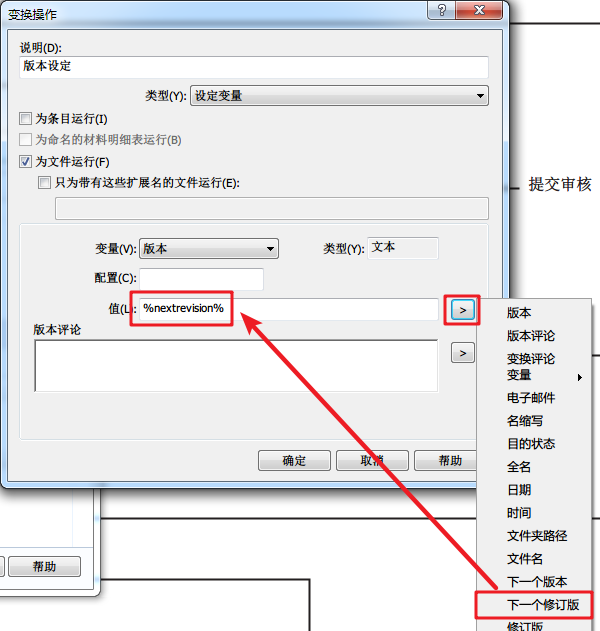 变换操作
说明(D):
版本设定
类型(Y): 设定变量
为条目运行(I)
为命名的材料明细表运行(B)
为文件运行(F)
只为带有这些扩展名的文件运行(E):
提交审核
变量(V): 版本 类型(Y): 文本
配置(C):
值(L): %nextrevision% >
版本评论
>
确定 取消 帮助
版本
版本评论
变换评论
变量
电子邮件
名缩写
目的状态
全名
日期
时间
文件夹路径
文件名
下一个版本
下一个修订版
修订版
帮助